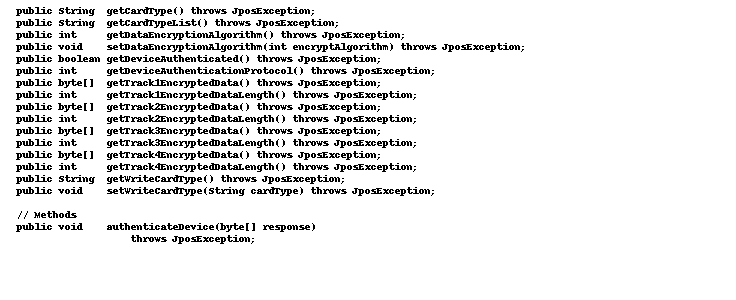 public String  getCardType() throws JposException;
public String  getCardTypeList() throws JposException;
public int     getDataEncryptionAlgorithm() throws JposException;
public void    setDataEncryptionAlgorithm(int encryptAlgorithm) throws JposException;
public boolean getDeviceAuthenticated() throws JposException;
public int     getDeviceAuthenticationProtocol() throws JposException;
public byte[]  getTrack1EncryptedData() throws JposException;
public int     getTrack1EncryptedDataLength() throws JposException;
public byte[]  getTrack2EncryptedData() throws JposException;
public int     getTrack2EncryptedDataLength() throws JposException;
public byte[]  getTrack3EncryptedData() throws JposException;
public int     getTrack3EncryptedDataLength() throws JposException;
public byte[]  getTrack4EncryptedData() throws JposException;
public int     getTrack4EncryptedDataLength() throws JposException;
public String  getWriteCardType() throws JposException;
public void    setWriteCardType(String cardType) throws JposException;
// Methods
public void    authenticateDevice(byte[] response)
throws JposException;